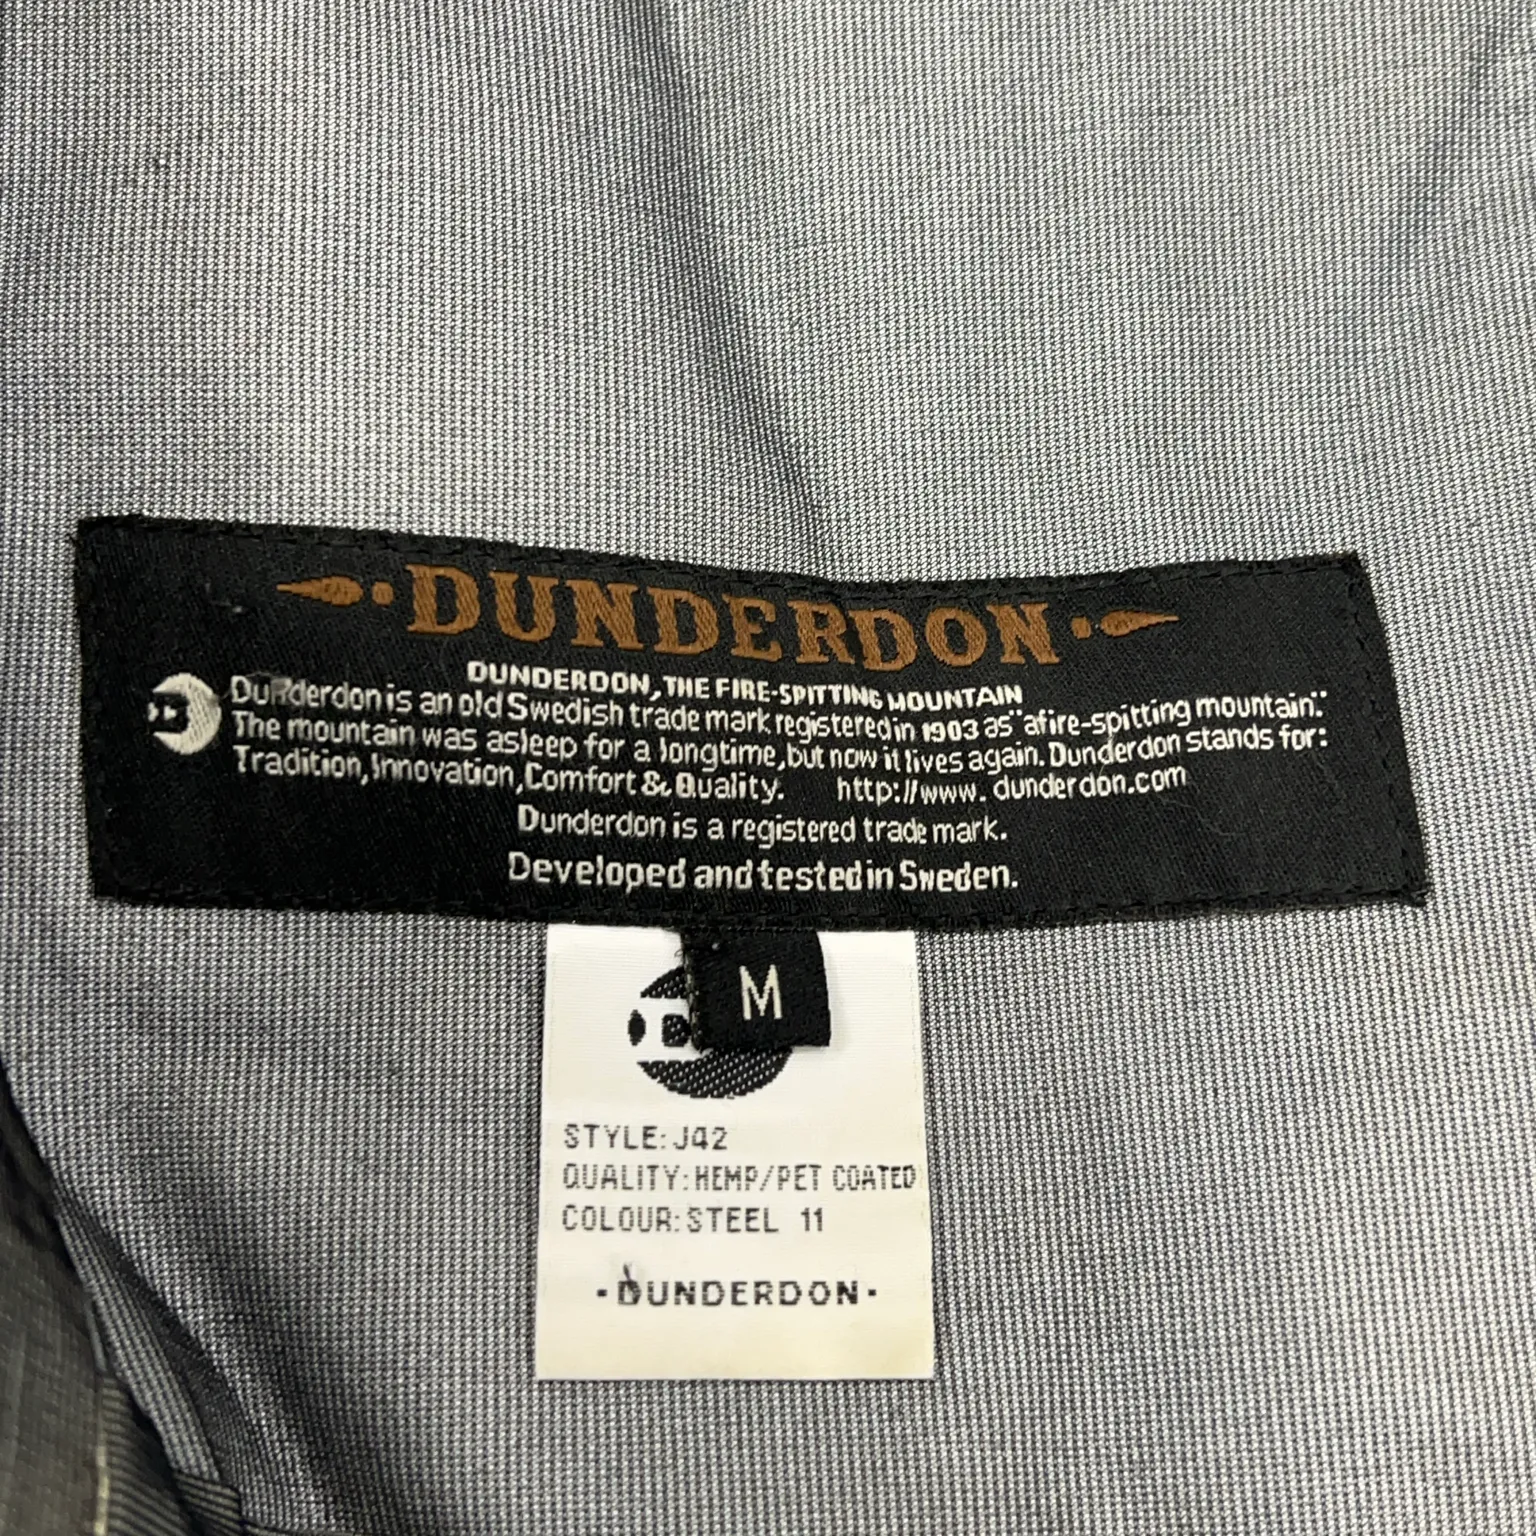 DUNDERDON
DUNDERDON, THE FIRE-SPITTING MOUNTAIN
Dunderdon is an old Swedish trade mark registered in 1903 as "a fire-spitting mountain."
The mountain was asleep for a longtime, but now it lives again. Dunderdon stands for:
Tradition, Innovation, Comfort & Quality. http://www.dunderdon.com
Dunderdon is a registered trade mark.
Developed and tested in Sweden.
M
D
STYLE: J42
QUALITY: HEMP/PET COATED
COLOUR: STEEL 11
·DUNDERDON·